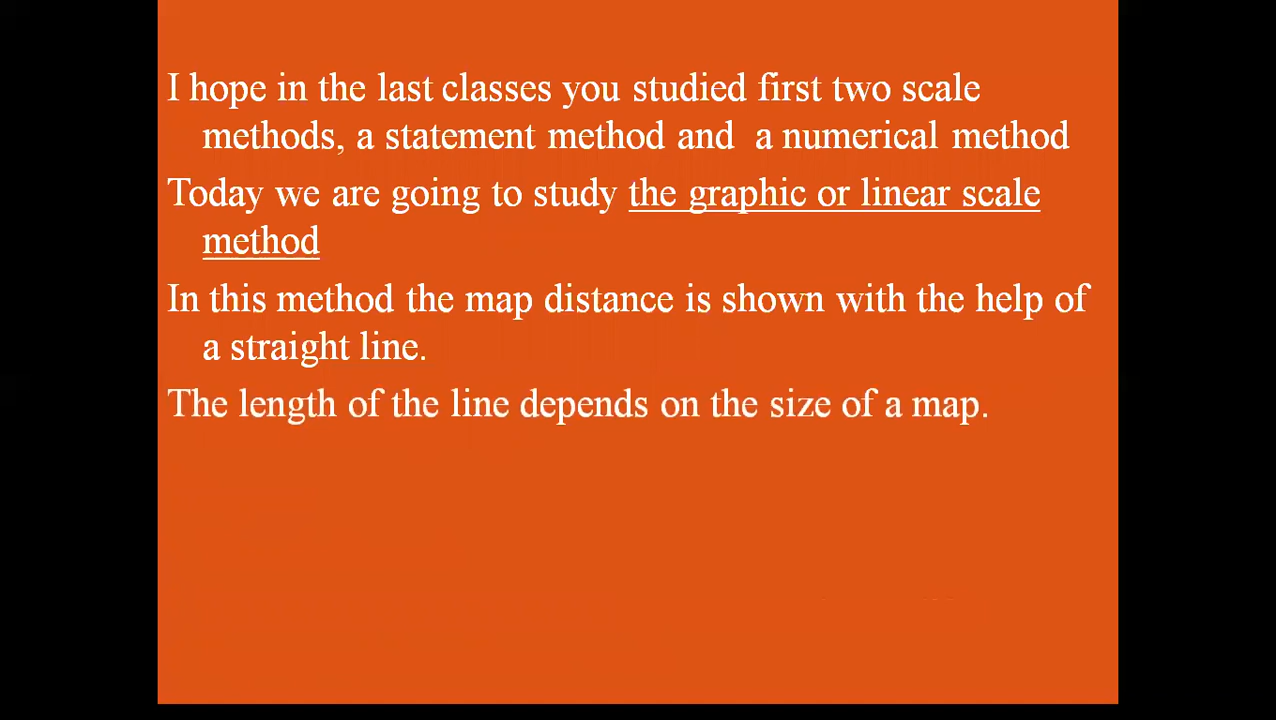 I hope in the last classes you studied first two scale
methods, a statement method and a numerical method
Today we are going to study the graphic or linear scale
method
In this method the map distance is shown with the help of
a straight line.
The length of the line depends on the size of a map.